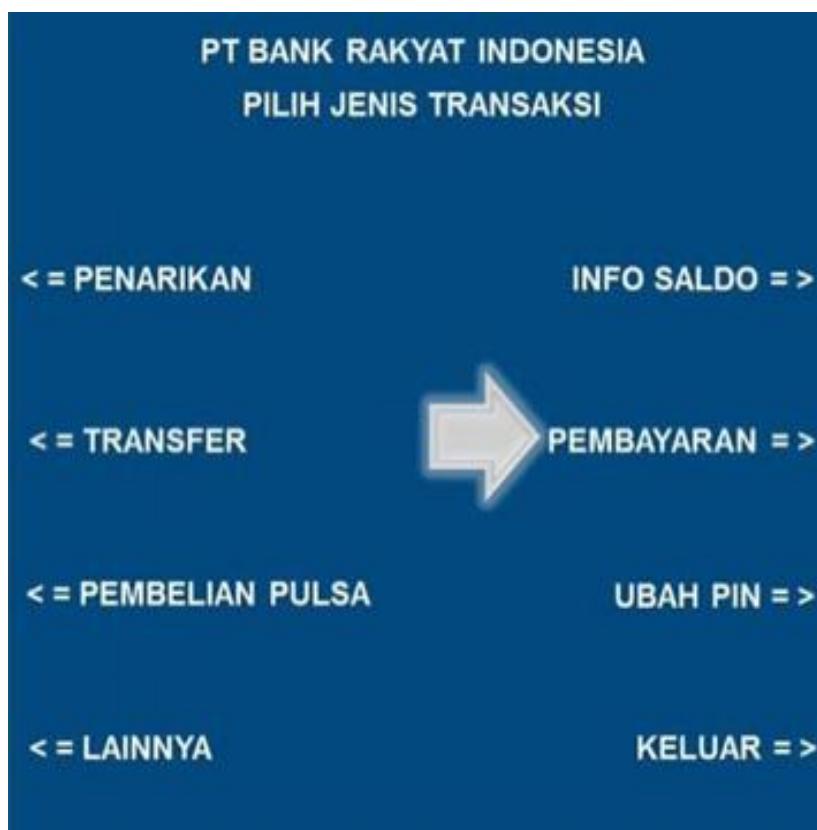 PT BANK RAKYAT INDONESIA
PILIH JENIS TRANSAKSI
< = PENARIKAN
INFO SALDO = >
< = TRANSFER
PEMBAYARAN = >
< = PEMBELIAN PULSA
UBAH PIN = >
< = LAINNYA
KELUAR = >